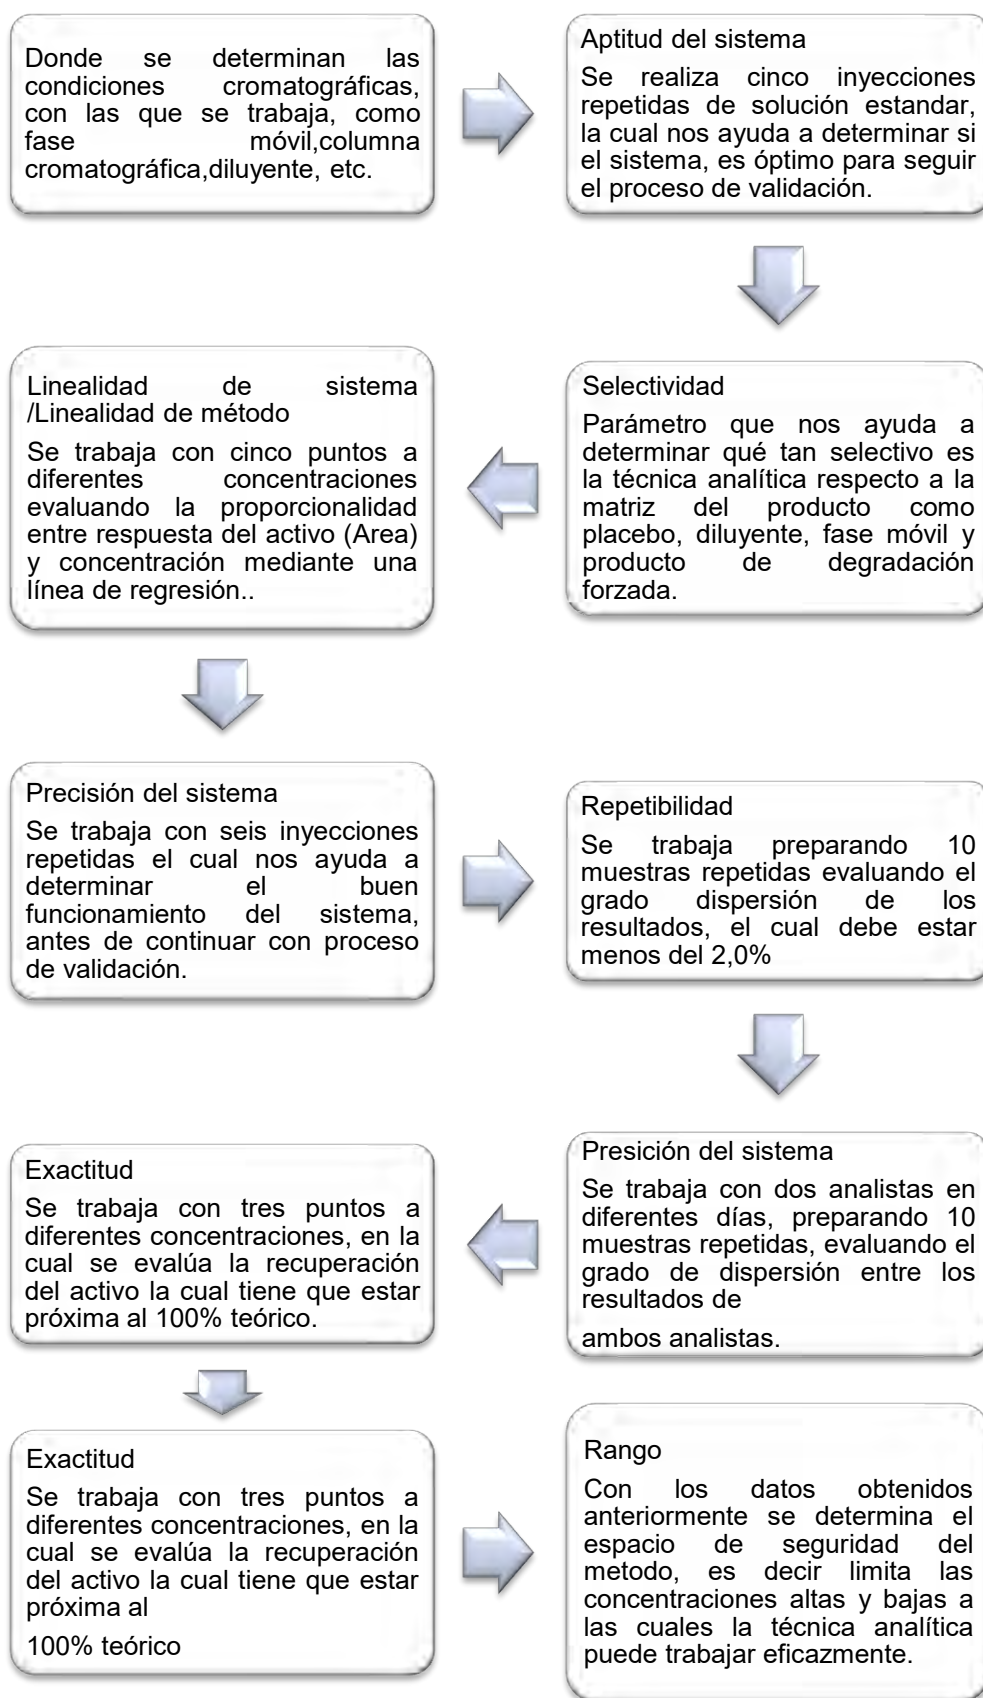 Donde se determinan las
condiciones cromatográficas,
con las que se trabaja, como
fase móvil,columna
cromatográfica,diluyente, etc.
Aptitud del sistema
Se realiza cinco inyecciones
repetidas de solución estandar,
la cual nos ayuda a determinar si
el sistema, es óptimo para seguir
el proceso de validación.
Selectividad
Parámetro que nos ayuda a
determinar qué tan selectivo es
la técnica analítica respecto a la
matriz del producto como
placebo, diluyente, fase móvil y
producto de degradación
forzada.
Linealidad de sistema
/Linealidad de método
Se trabaja con cinco puntos a
diferentes concentraciones
evaluando la proporcionalidad
entre respuesta del activo (Area)
y concentración mediante una
línea de regresión..
Precisión del sistema
Se trabaja con seis inyecciones
repetidas el cual nos ayuda a
determinar el buen
funcionamiento del sistema,
antes de continuar con proceso
de validación.
Repetibilidad
Se trabaja preparando 10
muestras repetidas evaluando el
grado dispersión de los
resultados, el cual debe estar
menos del 2,0%
Presición del sistema
Se trabaja con dos analistas en
diferentes días, preparando 10
muestras repetidas, evaluando el
grado de dispersión entre los
resultados de
ambos analistas.
Exactitud
Se trabaja con tres puntos a
diferentes concentraciones, en la
cual se evalúa la recuperación
del activo la cual tiene que estar
próxima al 100% teórico.
Exactitud
Se trabaja con tres puntos a
diferentes concentraciones, en la
cual se evalúa la recuperación
del activo la cual tiene que estar
próxima al
100% teórico
Rango
Con los datos obtenidos
anteriormente se determina el
espacio de seguridad del
metodo, es decir limita las
concentraciones altas y bajas a
las cuales la técnica analítica
puede trabajar eficazmente.